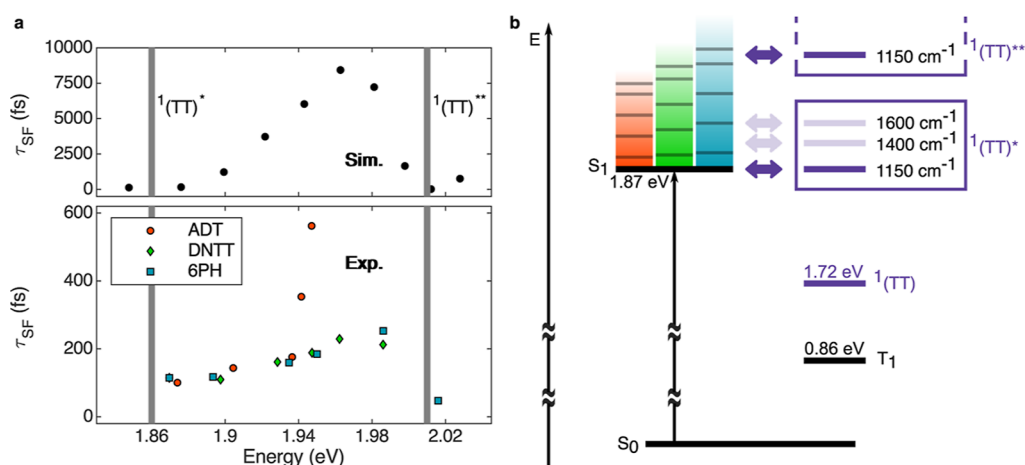 a
10000
7500
5000
2500
0
τSF (fs)
1(TT)*
1(TT)**
Sim.
600
400
200
0
τSF (fs)
ADT
DNTT
6PH
Exp.
1.86
1.9
1.94
1.98
2.02
Energy (eV)
b
E
1150 cm-1
1(TT)**
1600 cm-1
1400 cm-1
1(TT)*
1150 cm-1
S1
1.87 eV
1.72 eV
1(TT)
0.86 eV
T1
S0